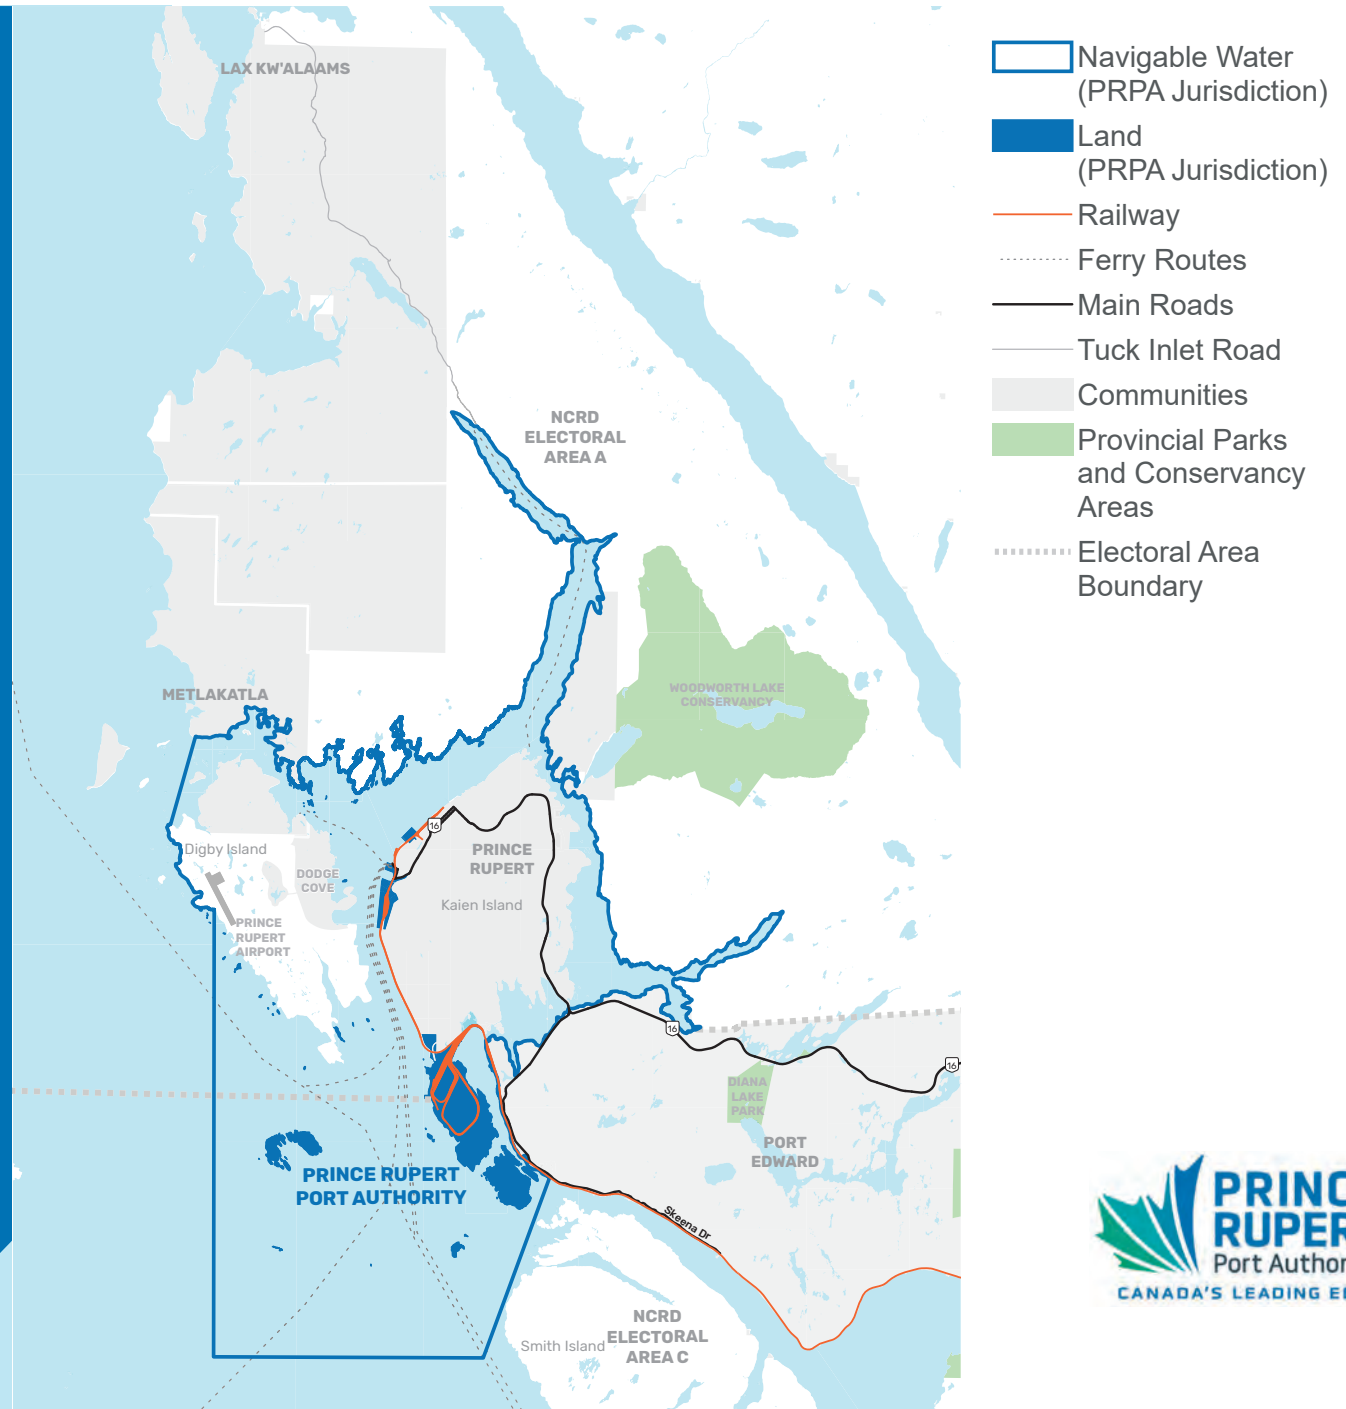 LAX KW'ALAAMS
NCRD
ELECTORAL
AREA A
WOODWORTH LAKE
CONSERVANCY
METLAKATLA
16
Digby Island
DODGE
COVE
PRINCE
RUPERT
Kaien Island
PRINCE
RUPERT
AIRPORT
16
16
DIANA
LAKE
PARK
PORT
EDWARD
PRINCE RUPERT
PORT AUTHORITY
Skeena Dr
NCRD
ELECTORAL
AREA C
Smith Island
Navigable Water
(PRPA Jurisdiction)
Land
(PRPA Jurisdiction)
Railway
Ferry Routes
Main Roads
Tuck Inlet Road
Communities
Provincial Parks
and Conservancy
Areas
Electoral Area
Boundary
PRINC
RUPER
Port Author
CANADA'S LEADING E